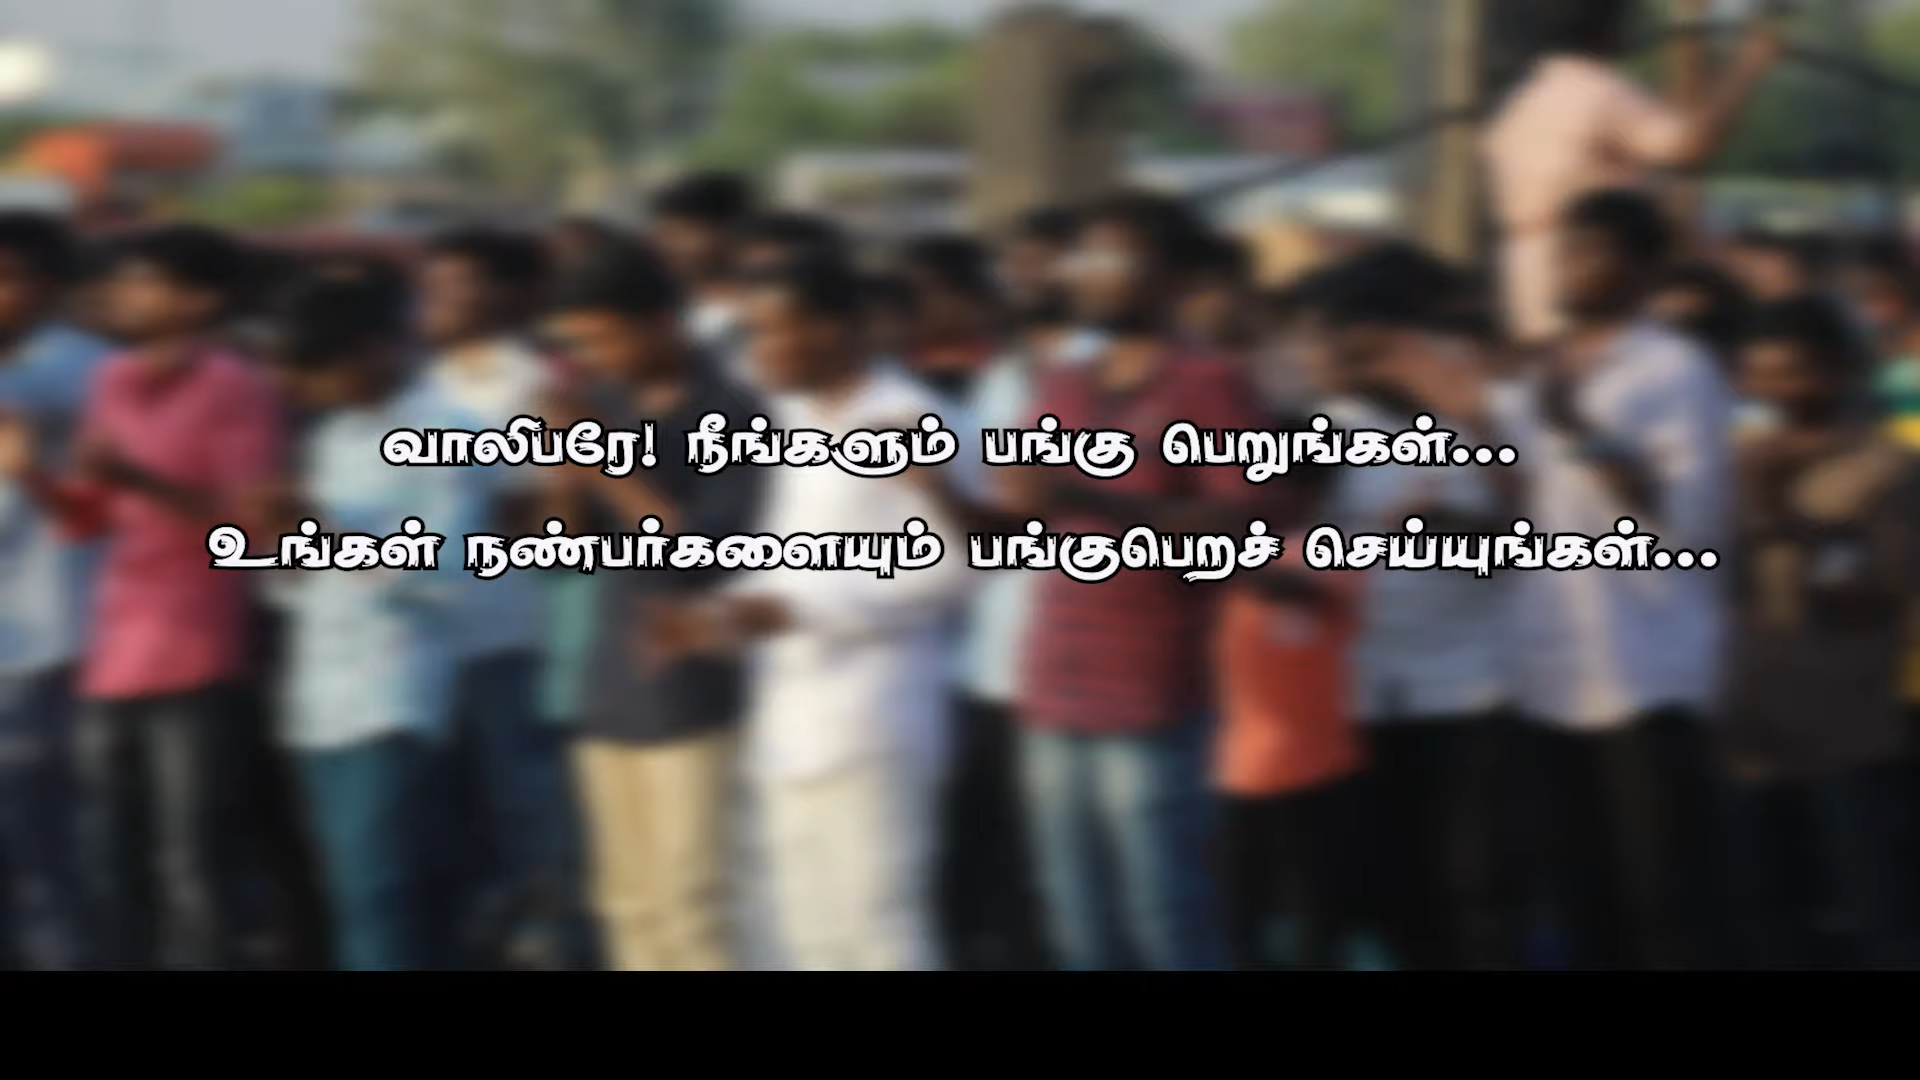 வாலிபரே! நீங்களும் பங்கு பெறுங்கள்...
உங்கள் நண்பர்களையும் பங்குபெறச் செய்யுங்கள்...